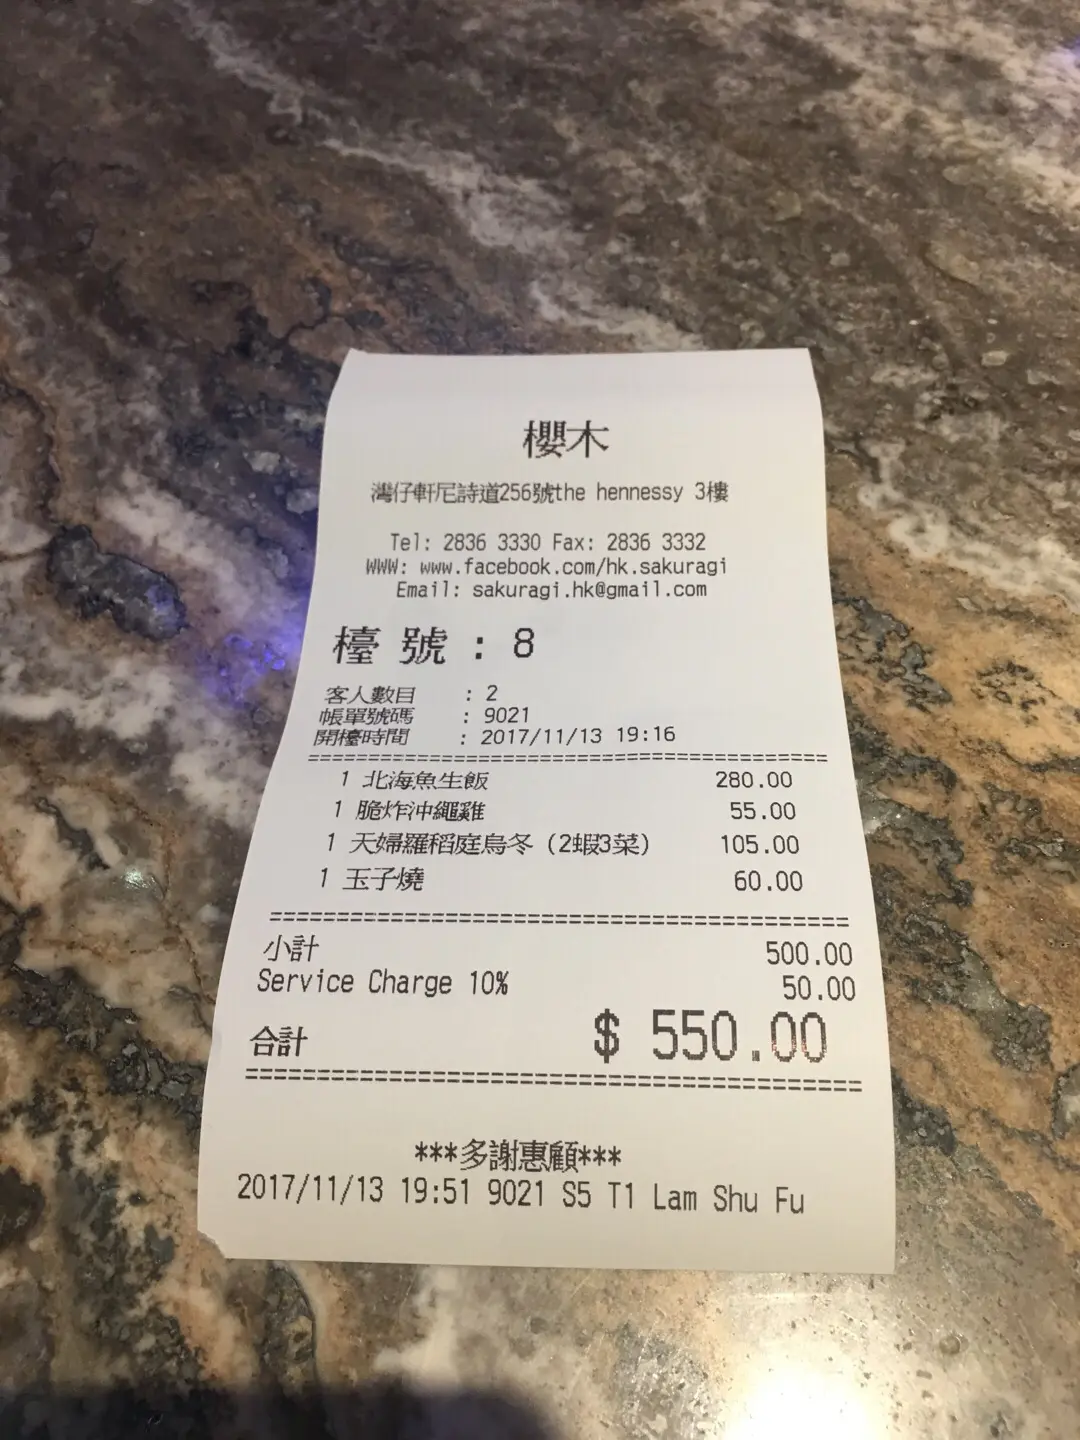 櫻木
灣仔軒尼詩道256號the hennessy 3樓
Tel: 2836 3330 Fax: 2836 3332
WWW: www.facebook.com/hk.sakuragi
Email: sakuragi.hk@gmail.com
檯 號 : 8
客人數目 : 2
帳單號碼 : 9021
開檯時間 : 2017/11/13 19:16
1 北海魚生飯 280.00
1 脆炸沖繩雞 55.00
1 天婦羅稻庭烏冬 (2蝦3菜) 105.00
1 玉子燒 60.00
小計 500.00
Service Charge 10% 50.00
合計 $ 550.00
***多謝惠顧***
2017/11/13 19:51 9021 S5 T1 Lam Shu Fu